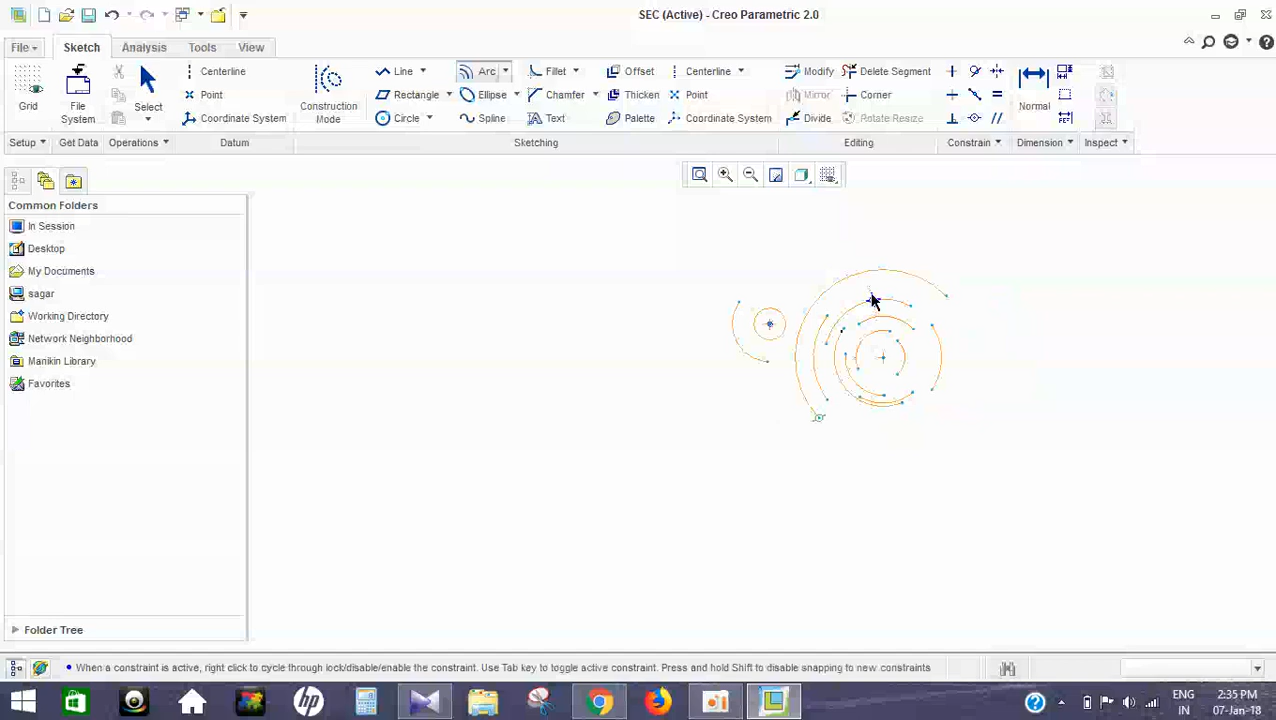 SEC (Active) - Creo Parametric 2.0
File Sketch Analysis Tools View
Centerline Line Arc Fillet Offset Centerline Modify Delete Segment
Point Rectangle Ellipse Chamfer Thicken Point Mirror Corner
Grid File System Select Coordinate System Construction Mode Circle Spline Text Palette Coordinate System Divide Rotate Resize Normal
Setup Get Data Operations Datum Sketching Editing Constrain Dimension Inspect
Common Folders
In Session
Desktop
My Documents
sagar
Working Directory
Network Neighborhood
Manikin Library
Favorites
Folder Tree
When a constraint is active, right click to cycle through lock/disable/enable the constraint. Use Tab key to toggle active constraint. Press and hold Shift to disable snapping to new constraints
hp ENG 2:35 PM
IN 07-Jan-18